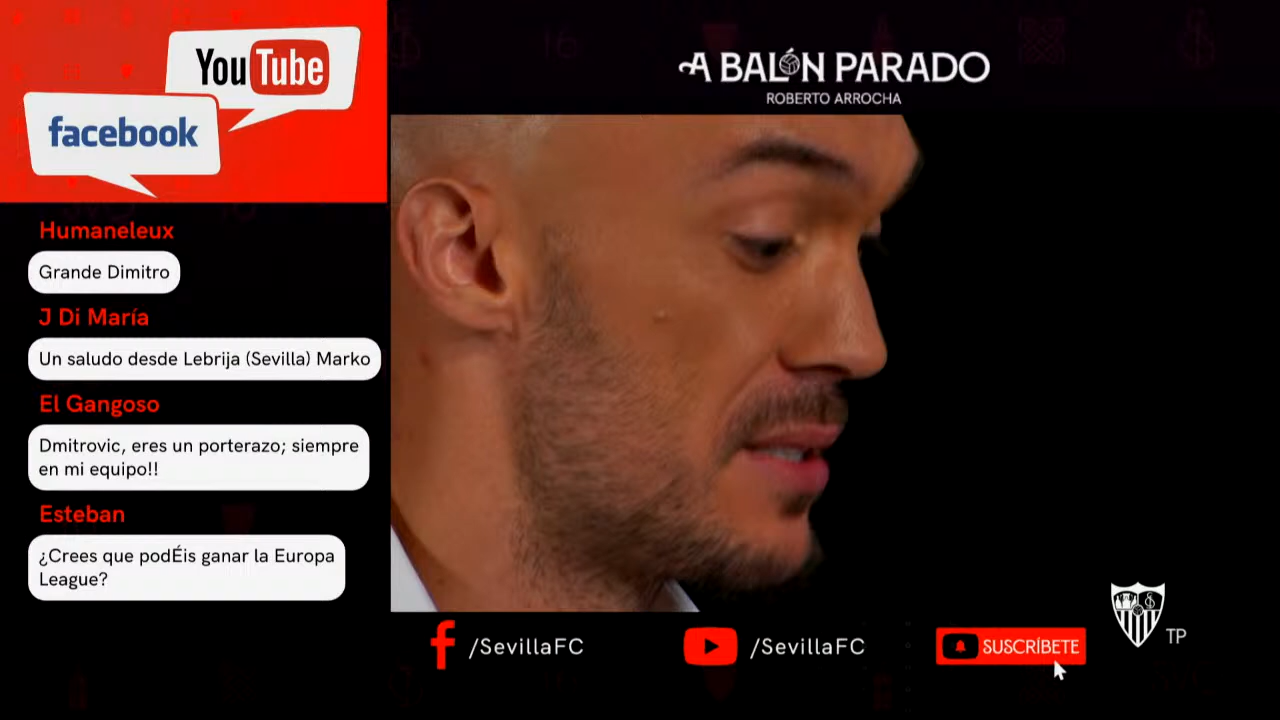 YouTube
facebook
A BALÓN PARADO
ROBERTO ARROCHA
Humaneleux
Grande Dimitro
J Di María
Un saludo desde Lebrija (Sevilla) Marko
El Gangoso
Dmitrovic, eres un porterazo; siempre
en mi equipo!!
Esteban
¿Crees que podÉis ganar la Europa
League?
/SevillaFC
/SevillaFC
SUSCRÍBETE
TP